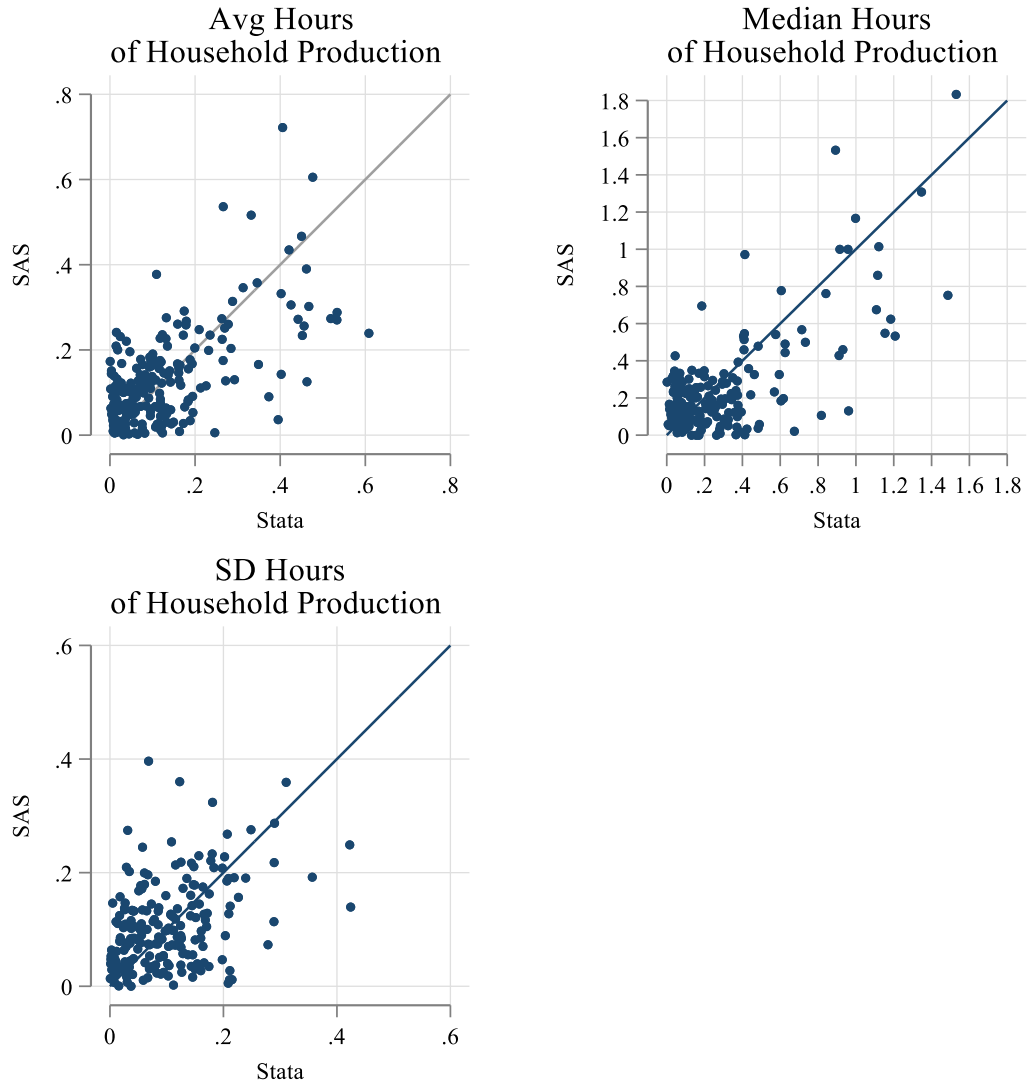 Avg Hours
of Household Production
.8
.6
.4
.2
0
SAS
0 .2 .4 .6 .8
Stata
Median Hours
of Household Production
1.8
1.6
1.4
1.2
1
.8
.6
.4
.2
0
SAS
0 .2 .4 .6 .8 1 1.2 1.4 1.6 1.8
Stata
SD Hours
of Household Production
.6
.4
.2
0
SAS
0 .2 .4 .6
Stata